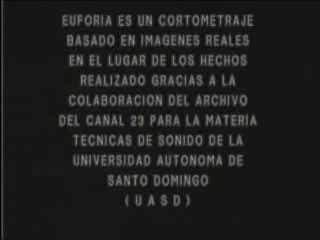 EUFORIA ES UN CORTOMETRAJE
BASADO EN IMAGENES REALES
EN EL LUGAR DE LOS HECHOS
REALIZADO GRACIAS A LA
COLABORACION DEL ARCHIVO
DEL CANAL 23 PARA LA MATERIA
TECNICAS DE SONIDO DE LA
UNIVERSIDAD AUTONOMA DE
SANTO DOMINGO
( U A S D )